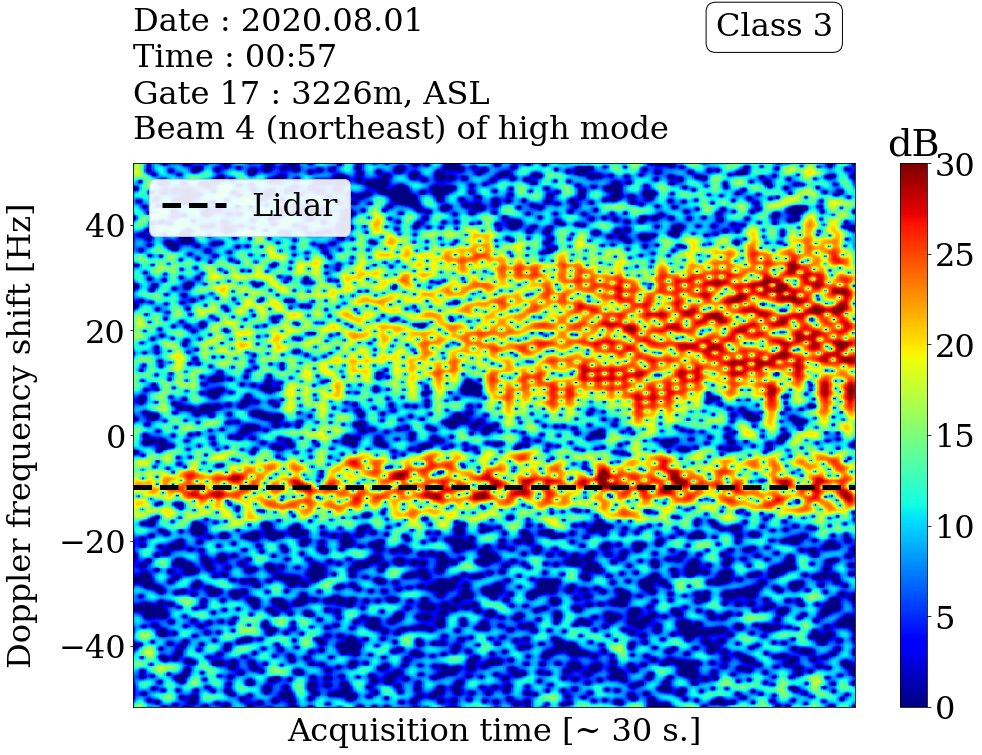 Date : 2020.08.01
Time : 00:57
Gate 17 : 3226m, ASL
Beam 4 (northeast) of high mode
Class 3
dB
30
25
20
15
10
5
0
Lidar
Doppler frequency shift [Hz]
40
20
0
−20
−40
Acquisition time [~ 30 s.]